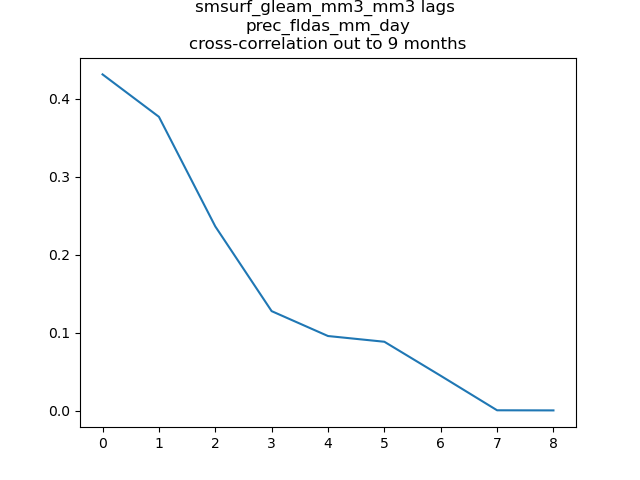 smsurf_gleam_mm3_mm3 lags
prec_fldas_mm_day
cross-correlation out to 9 months
0.4
0.3
0.2
0.1
0.0
0 1 2 3 4 5 6 7 8